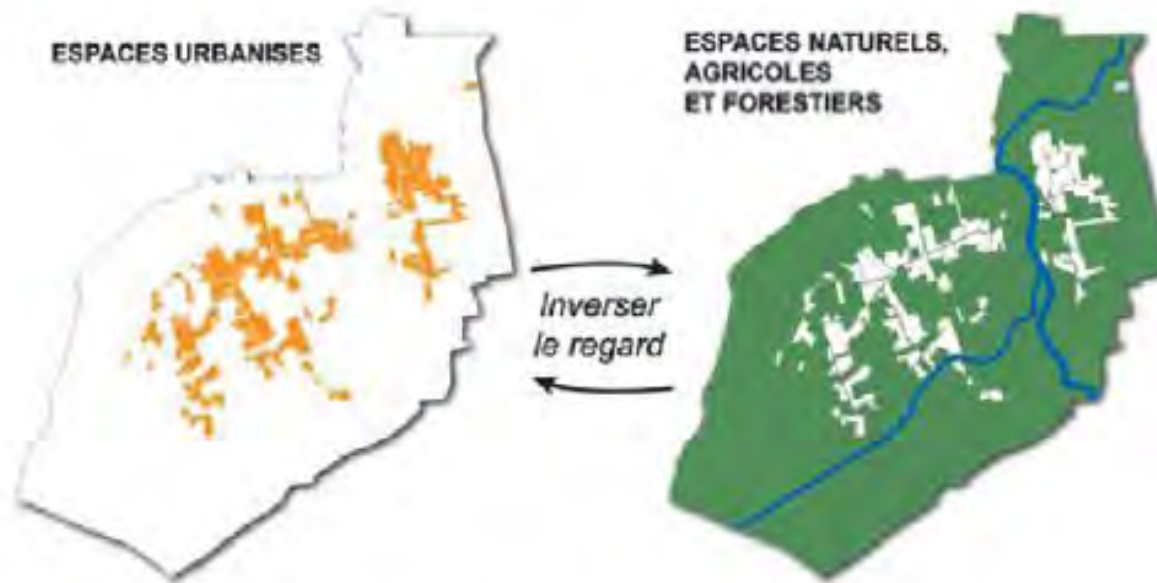 ESPACES URBANISES
ESPACES NATURELS,
AGRICOLES
ET FORESTIERS
Inverser
le regard